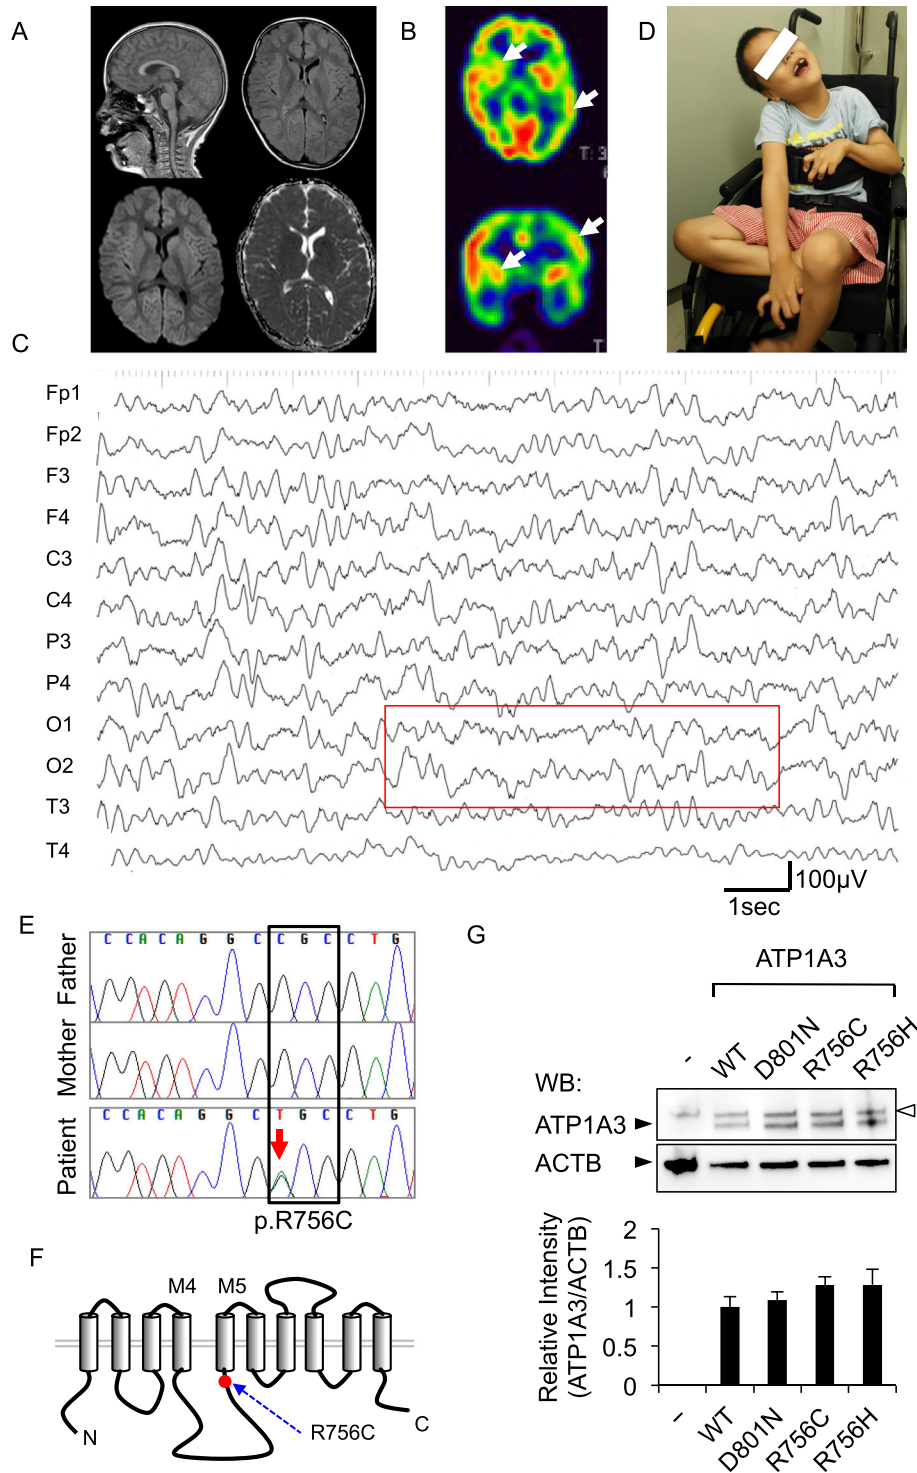 A
B
D
T: 3
T
C
Fp1
Fp2
F3
F4
C3
C4
P3
P4
O1
O2
T3
T4
100μV
1sec
E
Father
C C A C A G G C C G C C T G
Mother
Patient
C C A C A G G C T G C C T G
p.R756C
F
M4 M5
N
C
R756C
G
ATP1A3
- WT D801N R756C R756H
WB:
ATP1A3
ACTB
Relative Intensity
(ATP1A3/ACTB)
2
1.5
1
0.5
0
- WT D801N R756C R756H